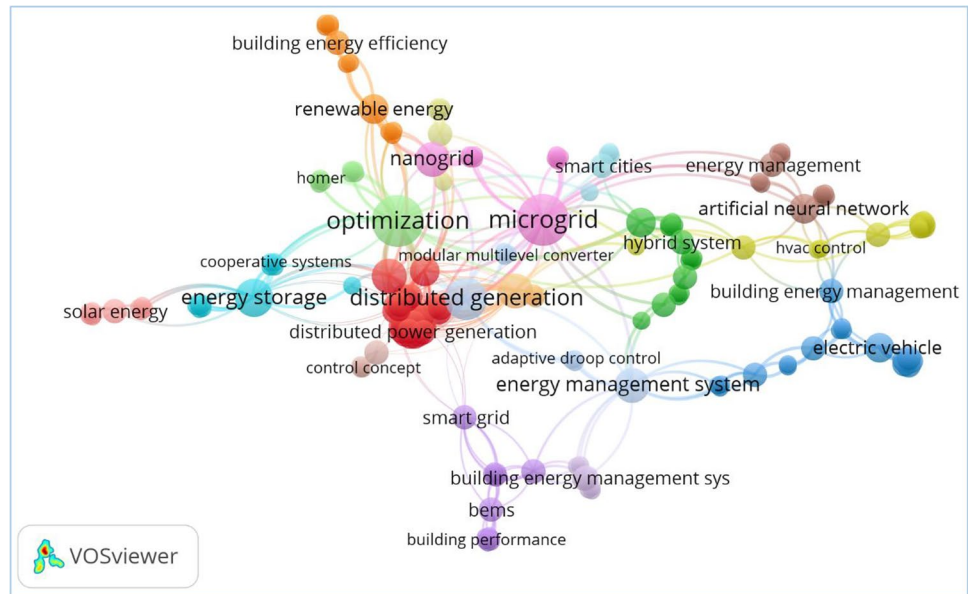 building energy efficiency
renewable energy
nanogrid
smart cities
energy management
homer
artificial neural network
optimization
microgrid
hybrid system
hvac control
modular multilevel converter
cooperative systems
building energy management
energy storage
distributed generation
solar energy
distributed power generation
electric vehicle
adaptive droop control
control concept
energy management system
smart grid
building energy management sys
bems
building performance
VOSviewer